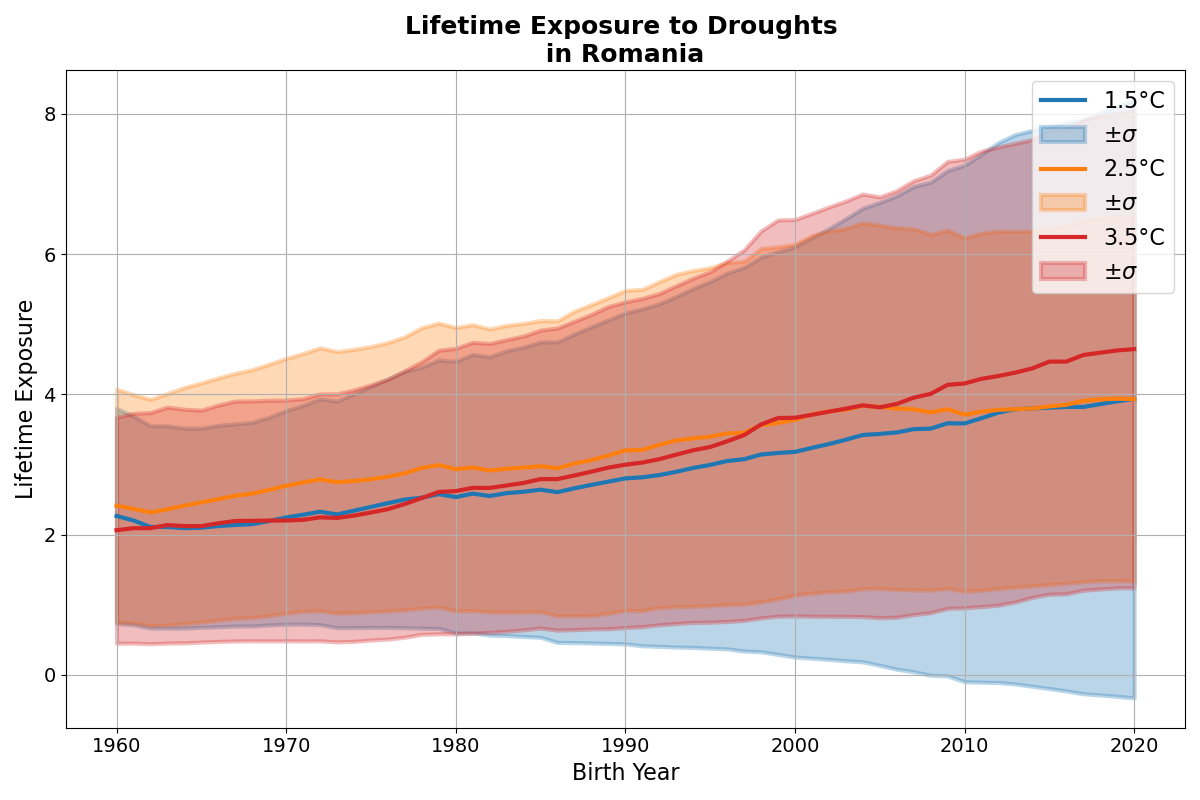 Lifetime Exposure to Droughts
in Romania
Lifetime Exposure
8
6
4
2
0
1960 1970 1980 1990 2000 2010 2020
Birth Year
1.5°C
±σ
2.5°C
±σ
3.5°C
±σ